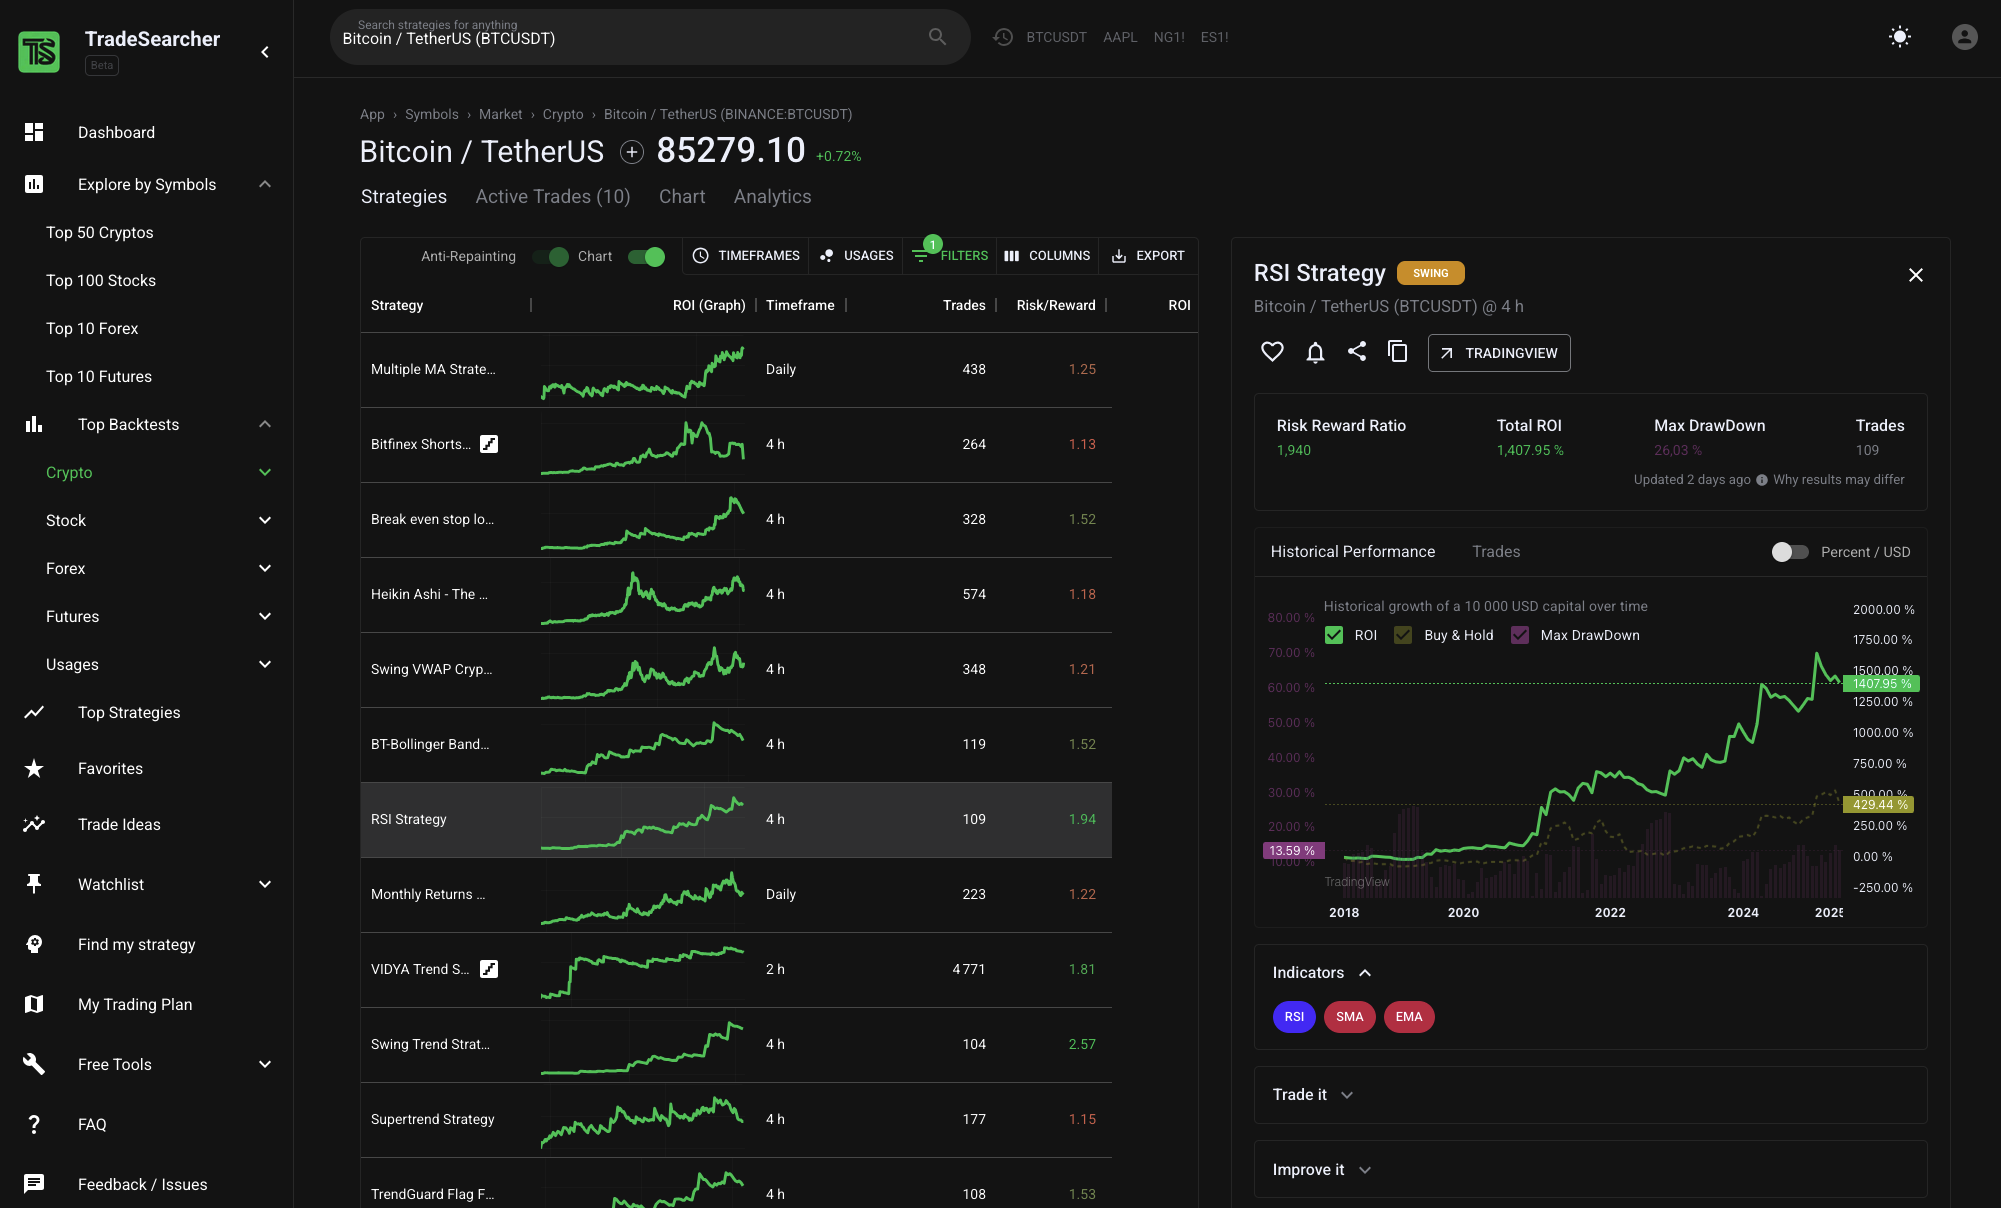 TradeSearcher
Beta
Search strategies for anything
Bitcoin / TetherUS (BTCUSDT)
BTCUSDT AAPL NG1! ES1!
Dashboard
Explore by Symbols
Top 50 Cryptos
Top 100 Stocks
Top 10 Forex
Top 10 Futures
Top Backtests
Crypto
Stock
Forex
Futures
Usages
Top Strategies
Favorites
Trade Ideas
Watchlist
Find my strategy
My Trading Plan
Free Tools
FAQ
Feedback / Issues
App › Symbols › Market › Crypto › Bitcoin / TetherUS (BINANCE:BTCUSDT)
Bitcoin / TetherUS 85279.10 +0.72%
Strategies Active Trades (10) Chart Analytics
Anti-Repainting Chart TIMEFRAMES USAGES 1 FILTERS COLUMNS EXPORT
Strategy ROI (Graph) Timeframe Trades Risk/Reward ROI
Multiple MA Strate... Daily 438 1.25
Bitfinex Shorts... 4 h 264 1.13
Break even stop lo... 4 h 328 1.52
Heikin Ashi - The ... 4 h 574 1.18
Swing VWAP Cryp... 4 h 348 1.21
BT-Bollinger Band... 4 h 119 1.52
RSI Strategy 4 h 109 1.94
Monthly Returns ... Daily 223 1.22
VIDYA Trend S... 2 h 4 771 1.81
Swing Trend Strat... 4 h 104 2.57
Supertrend Strategy 4 h 177 1.15
TrendGuard Flag F... 4 h 108 1.53
RSI Strategy SWING
Bitcoin / TetherUS (BTCUSDT) @ 4 h
TRADINGVIEW
Risk Reward Ratio Total ROI Max DrawDown Trades
1,940 1,407.95 % 26,03 % 109
Updated 2 days ago Why results may differ
Historical Performance Trades Percent / USD
Historical growth of a 10 000 USD capital over time
ROI Buy & Hold Max DrawDown
80.00 %
70.00 %
60.00 %
50.00 %
40.00 %
30.00 %
20.00 %
13.59 %
10.00 %
2000.00 %
1750.00 %
1500.00 %
1407.95 %
1250.00 %
1000.00 %
750.00 %
500.00 %
429.44 %
250.00 %
0.00 %
-250.00 %
TradingView
2018 2020 2022 2024 2025
Indicators
RSI SMA EMA
Trade it
Improve it